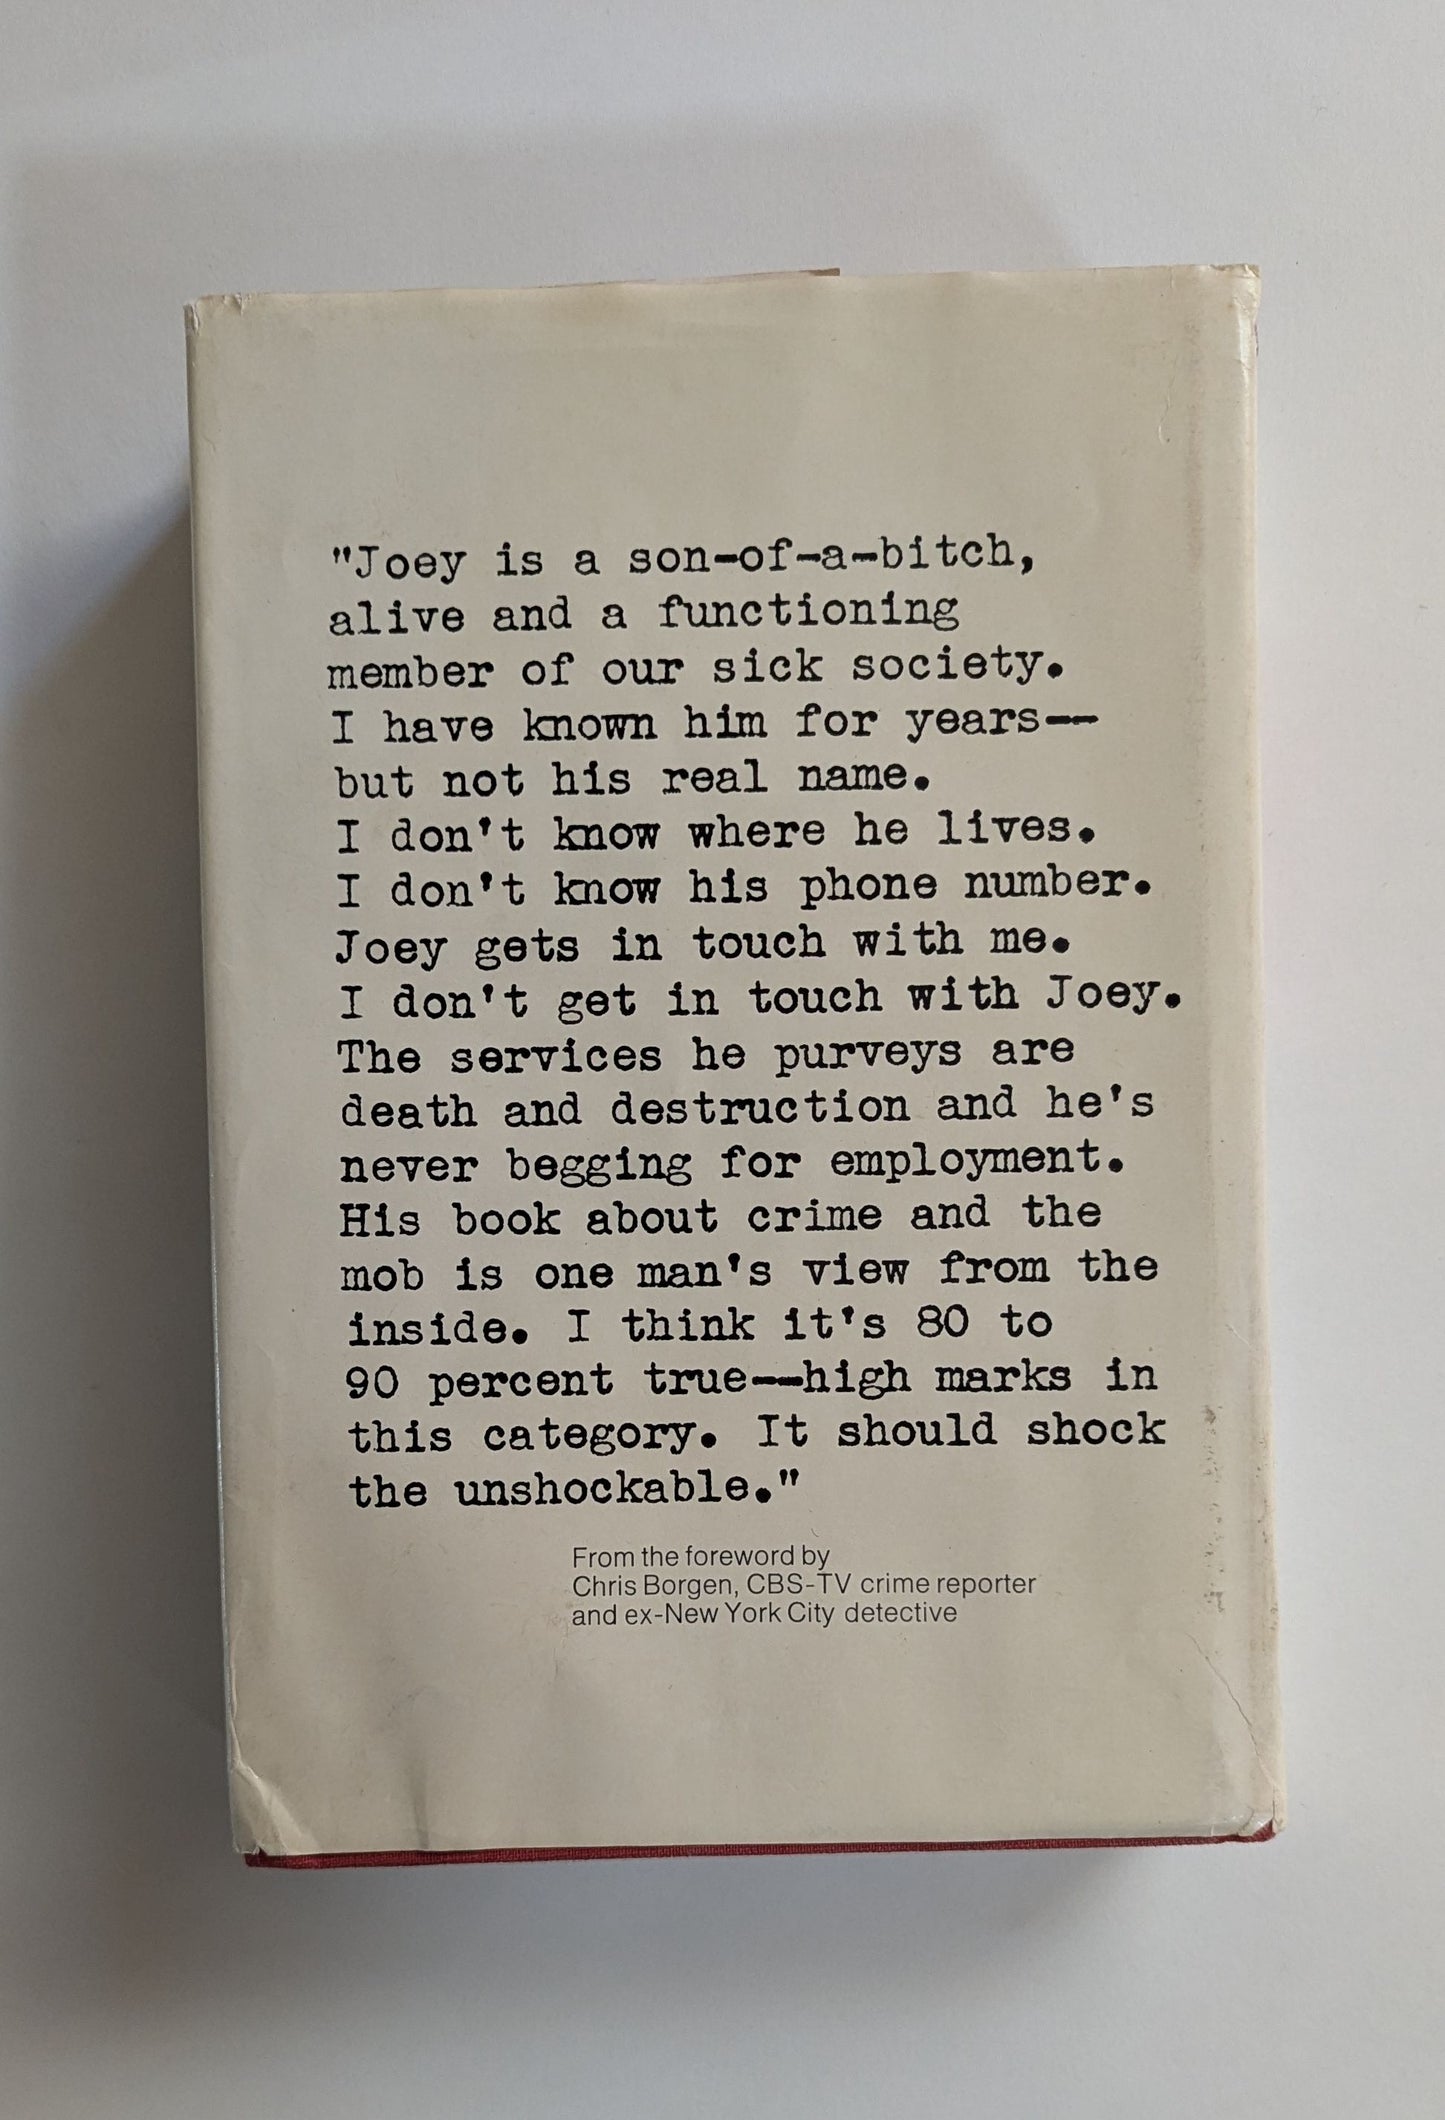 "Joey is a son-of-a-bitch,
alive and a functioning
member of our sick society.
I have known him for years--
but not his real name.
I don't know where he lives.
I don't know his phone number.
Joey gets in touch with me.
I don't get in touch with Joey.
The services he purveys are
death and destruction and he's
never begging for employment.
His book about crime and the
mob is one man's view from the
inside. I think it's 80 to
90 percent true--high marks in
this category. It should shock
the unshockable."
From the foreword by
Chris Borgen, CBS-TV crime reporter
and ex-New York City detective